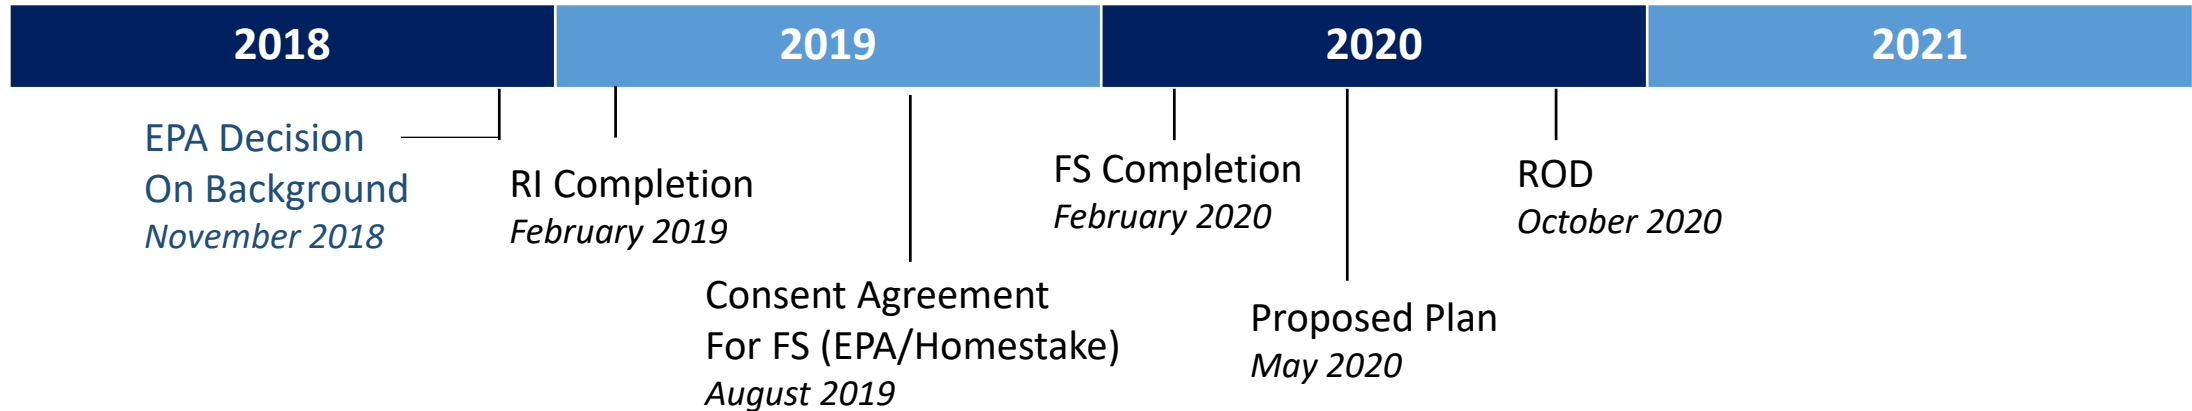 2018
2019
2020
2021
EPA Decision
On Background
November 2018
RI Completion
February 2019
Consent Agreement
For FS (EPA/Homestake)
August 2019
FS Completion
February 2020
Proposed Plan
May 2020
ROD
October 2020